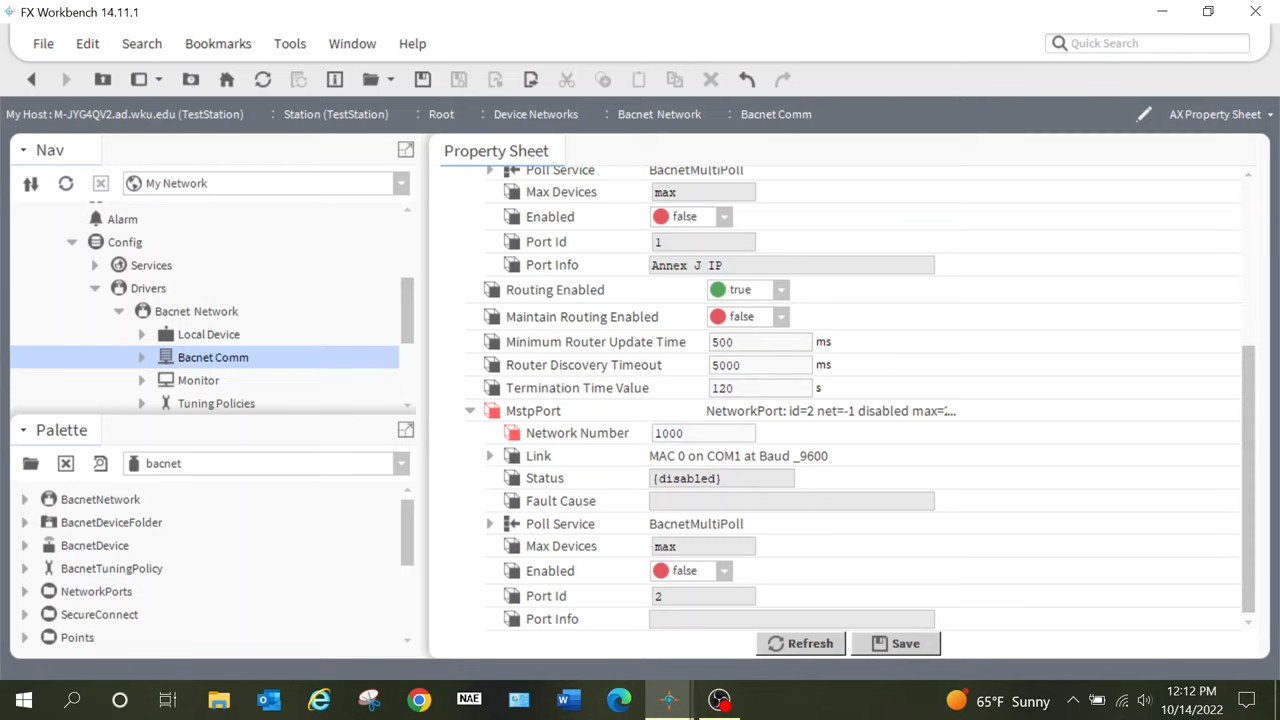 FX Workbench 14.11.1
File Edit Search Bookmarks Tools Window Help
Quick Search
My Host : M-JYG4QV2.ad.wku.edu (TestStation) : Station (TestStation) : Root : Device Networks : Bacnet Network : Bacnet Comm
AX Property Sheet
Nav
My Network
Alarm
Config
Services
Drivers
Bacnet Network
Local Device
Bacnet Comm
Monitor
Tuning Policies
Palette
bacnet
BacnetNetwork
BacnetDeviceFolder
BacnetDevice
BacnetTuningPolicy
NetworkPorts
SecureConnect
Points
Property Sheet
Poll Service BacnetMultiPoll
Max Devices max
Enabled false
Port Id 1
Port Info Annex J IP
Routing Enabled true
Maintain Routing Enabled false
Minimum Router Update Time 500 ms
Router Discovery Timeout 5000 ms
Termination Time Value 120 s
MstpPort NetworkPort: id=2 net=-1 disabled max=...
Network Number 1000
Link MAC 0 on COM1 at Baud _9600
Status {disabled}
Fault Cause
Poll Service BacnetMultiPoll
Max Devices max
Enabled false
Port Id 2
Port Info
Refresh Save
NAE
65°F Sunny
12:12 PM
10/14/2022